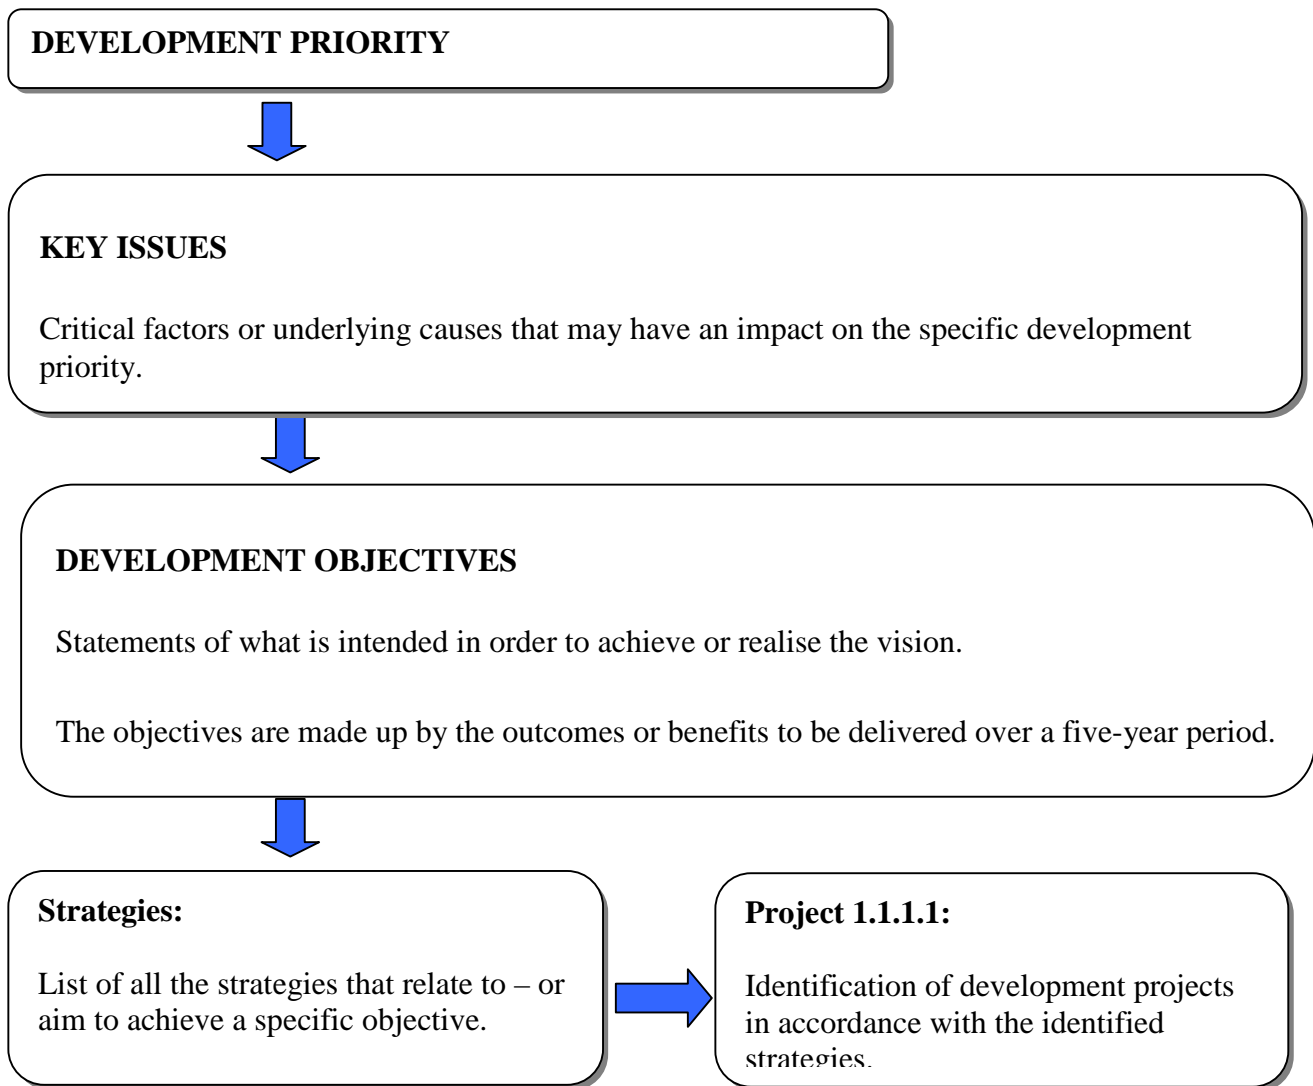 DEVELOPMENT PRIORITY
KEY ISSUES
Critical factors or underlying causes that may have an impact on the specific development
priority.
DEVELOPMENT OBJECTIVES
Statements of what is intended in order to achieve or realise the vision.
The objectives are made up by the outcomes or benefits to be delivered over a five-year period.
Strategies:
List of all the strategies that relate to – or
aim to achieve a specific objective.
Project 1.1.1.1:
Identification of development projects
in accordance with the identified
strategies.